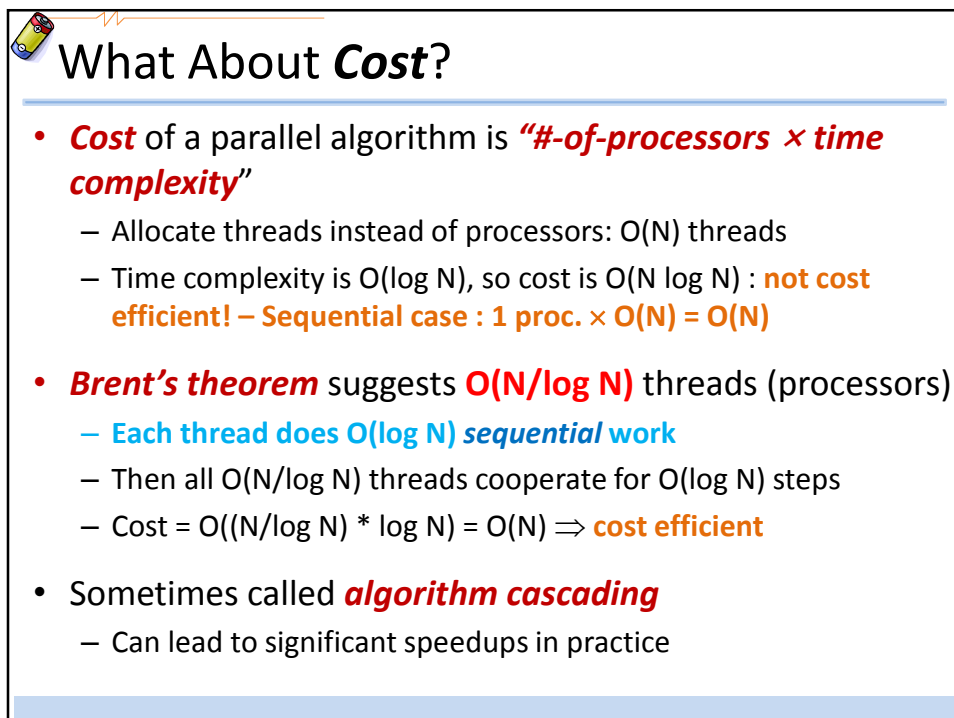 What About Cost?
• Cost of a parallel algorithm is “#-of-processors × time
complexity”
– Allocate threads instead of processors: O(N) threads
– Time complexity is O(log N), so cost is O(N log N) : not cost
efficient! – Sequential case : 1 proc. × O(N) = O(N)
• Brent’s theorem suggests O(N/log N) threads (processors)
– Each thread does O(log N) sequential work
– Then all O(N/log N) threads cooperate for O(log N) steps
– Cost = O((N/log N) * log N) = O(N) ⇒ cost efficient
• Sometimes called algorithm cascading
– Can lead to significant speedups in practice